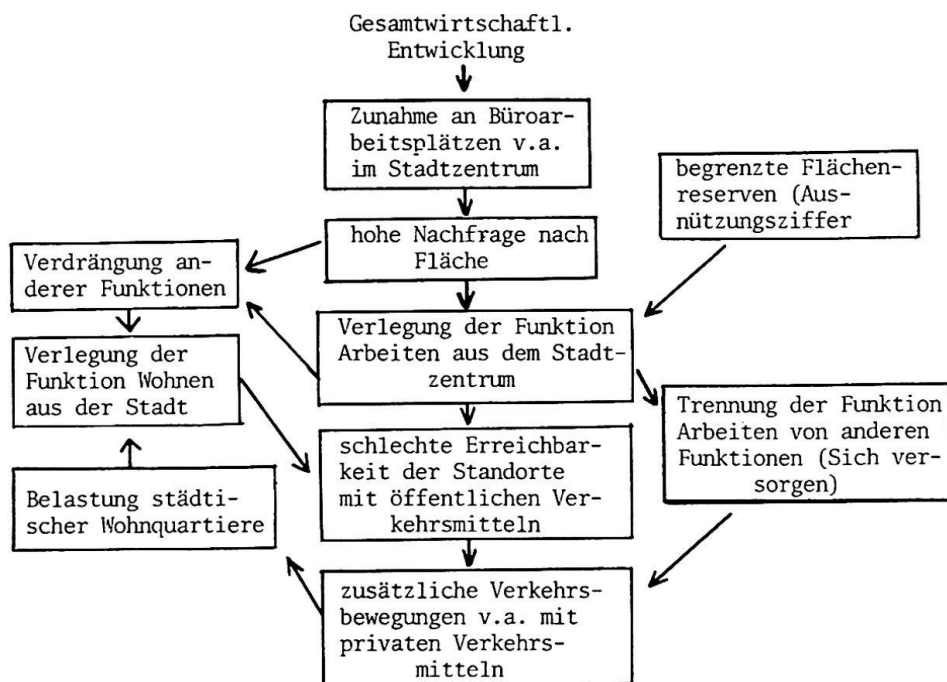 Gesamtwirtschaftl.
Entwicklung
Zunahme an Büroar-
beitsplätzen v.a.
im Stadtzentrum
begrenzte Flächen-
reserven (Aus-
nützungsziffer
hohe Nachfrage nach
Fläche
Verdrängung an-
derer Funktionen
Verlegung der Funktion
Arbeiten aus dem Stadt-
zentrum
Verlegung der
Funktion Wohnen
aus der Stadt
Trennung der Funktion
Arbeiten von anderen
Funktionen (Sich ver-
sorgen)
schlechte Erreichbar-
keit der Standorte
mit öffentlichen Ver-
kehrsmitteln
Belastung städti-
scher Wohnquartiere
zusätzliche Verkehrs-
bewegungen v.a. mit
privaten Verkehrs-
mitteln